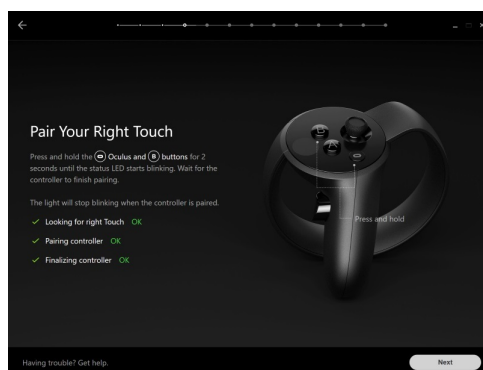 Pair Your Right Touch
Press and hold the Oculus and B buttons for 2
seconds until the status LED starts blinking. Wait for the
controller to finish pairing.
The light will stop blinking when the controller is paired.
Looking for right Touch OK
Pairing controller OK
Finalizing controller OK
Press and hold
Having trouble? Get help.
Next